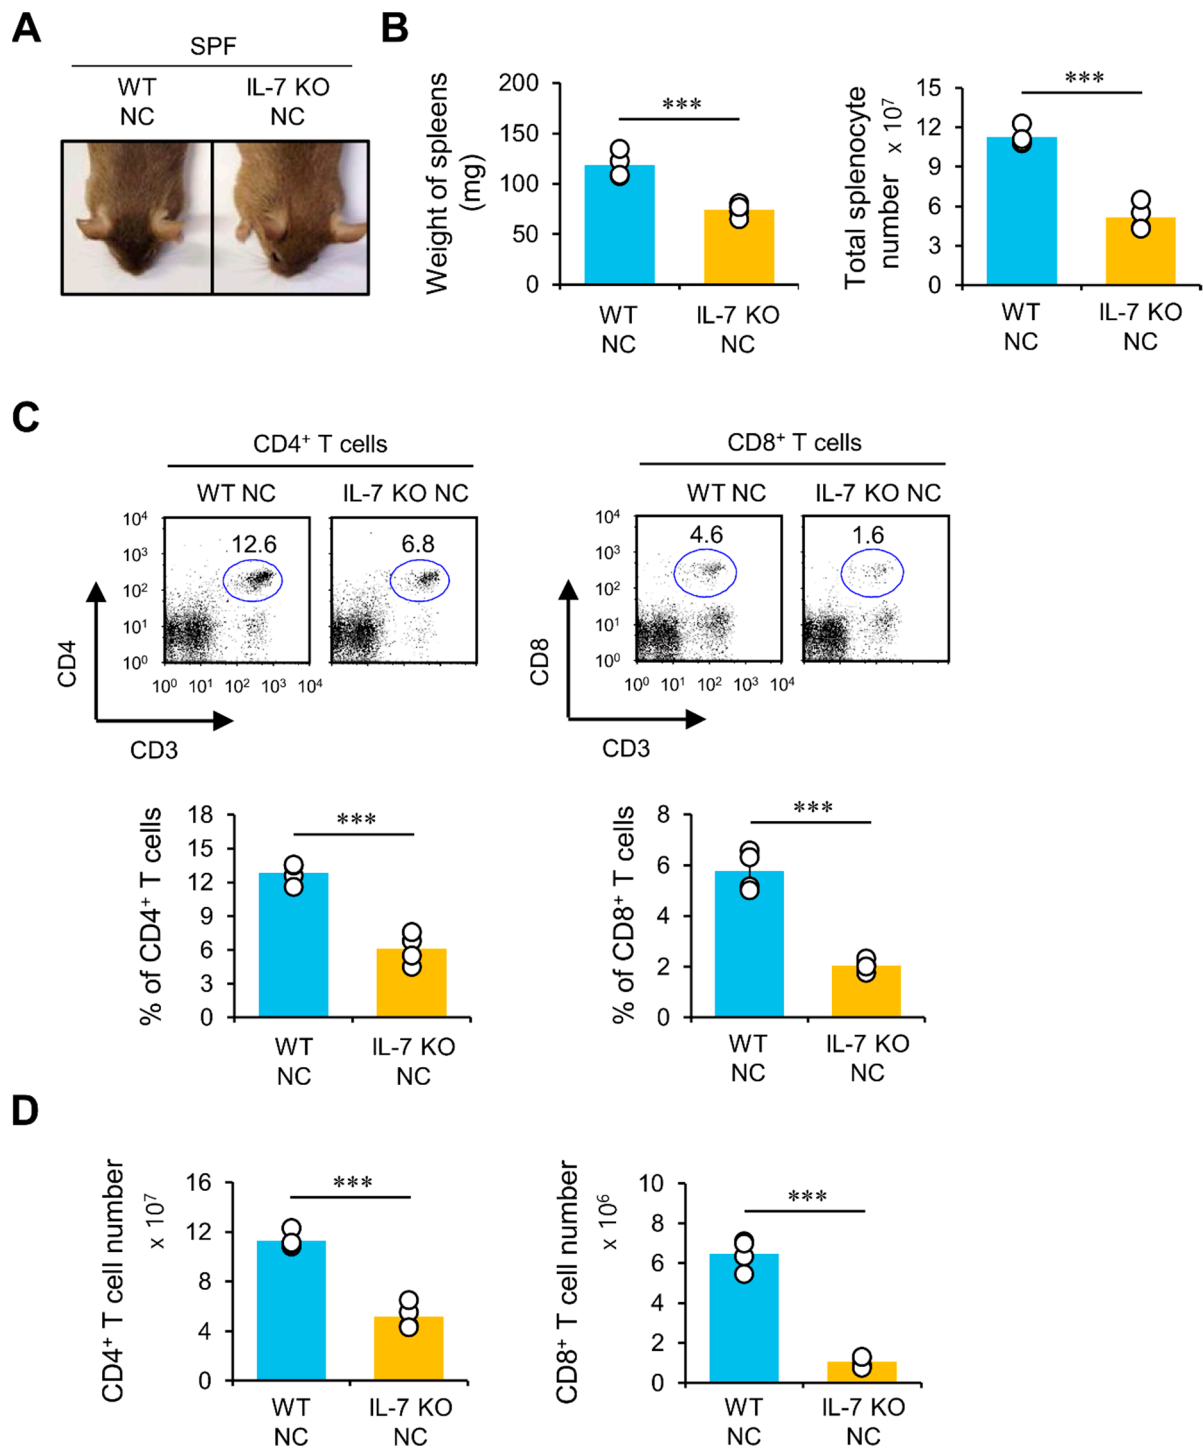 A
SPF
WT
NC
IL-7 KO
NC
B
Weight of spleens
(mg)
200
150
100
50
0
***
WT
NC
IL-7 KO
NC
Total splenocyte
number x 10⁷
15
12
9
6
3
0
***
WT
NC
IL-7 KO
NC
C
CD4⁺ T cells
WT NC
IL-7 KO NC
10⁴
10³
10²
10¹
10⁰
12.6
6.8
10⁰ 10¹ 10² 10³ 10⁴
CD4
CD3
CD8⁺ T cells
WT NC
IL-7 KO NC
10⁴
10³
10²
10¹
10⁰
4.6
1.6
10⁰ 10¹ 10² 10³ 10⁴
CD8
CD3
% of CD4⁺ T cells
18
15
12
9
6
3
0
***
WT
NC
IL-7 KO
NC
% of CD8⁺ T cells
8
6
4
2
0
***
WT
NC
IL-7 KO
NC
D
CD4⁺ T cell number
x 10⁷
16
12
8
4
0
***
WT
NC
IL-7 KO
NC
CD8⁺ T cell number
x 10⁶
10
8
6
4
2
0
***
WT
NC
IL-7 KO
NC